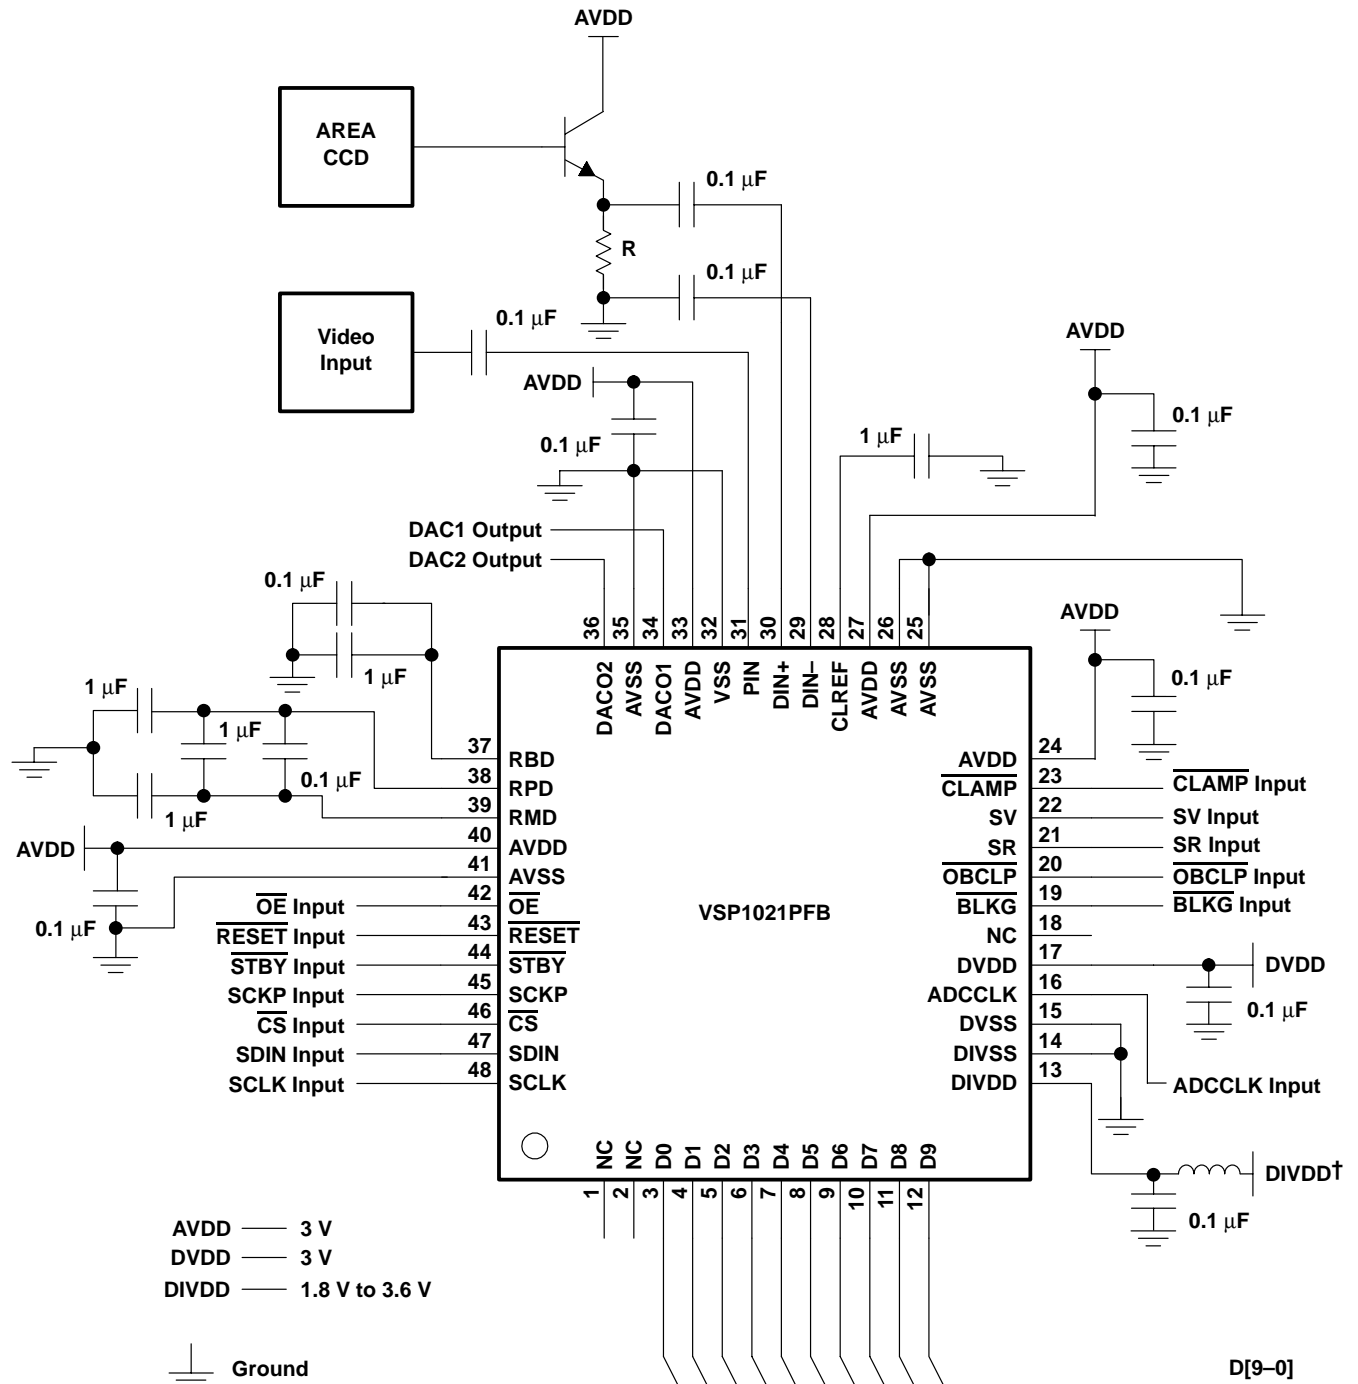 AVDD
AREA
CCD
0.1 µF
R
0.1 µF
Video
Input
0.1 µF
AVDD
AVDD
0.1 µF
0.1 µF
1 µF
DAC1 Output
DAC2 Output
0.1 µF
1 µF
AVDD
0.1 µF
36 35 34 33 32 31 30 29 28 27 26 25
DACO2 AVSS DACO1 AVDD VSS PIN DIN+ DIN– CLREF AVDD AVSS AVSS
1 µF
1 µF
0.1 µF
1 µF
AVDD
0.1 µF
37 RBD
38 RPD
39 RMD
40 AVDD
41 AVSS
OE Input 42 OE
RESET Input 43 RESET
STBY Input 44 STBY
SCKP Input 45 SCKP
CS Input 46 CS
SDIN Input 47 SDIN
SCLK Input 48 SCLK
VSP1021PFB
AVDD 24
CLAMP 23 CLAMP Input
SV 22 SV Input
SR 21 SR Input
OBCLP 20 OBCLP Input
BLKG 19 BLKG Input
NC 18
DVDD 17 DVDD
0.1 µF
ADCCLK 16 ADCCLK Input
DVSS 15
DIVSS 14
DIVDD 13
DIVDD†
0.1 µF
NC NC D0 D1 D2 D3 D4 D5 D6 D7 D8 D9
1 2 3 4 5 6 7 8 9 10 11 12
AVDD 3 V
DVDD 3 V
DIVDD 1.8 V to 3.6 V
Ground
D[9–0]